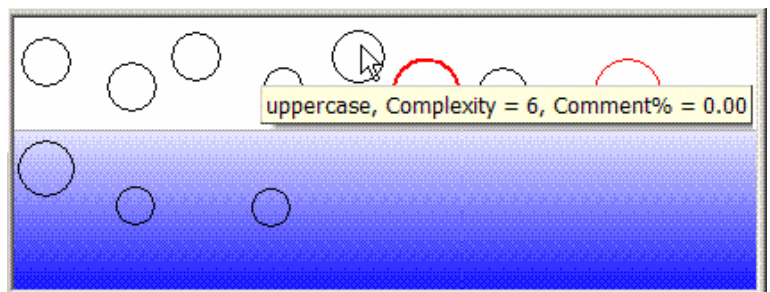 uppercase, Complexity = 6, Comment% = 0.00